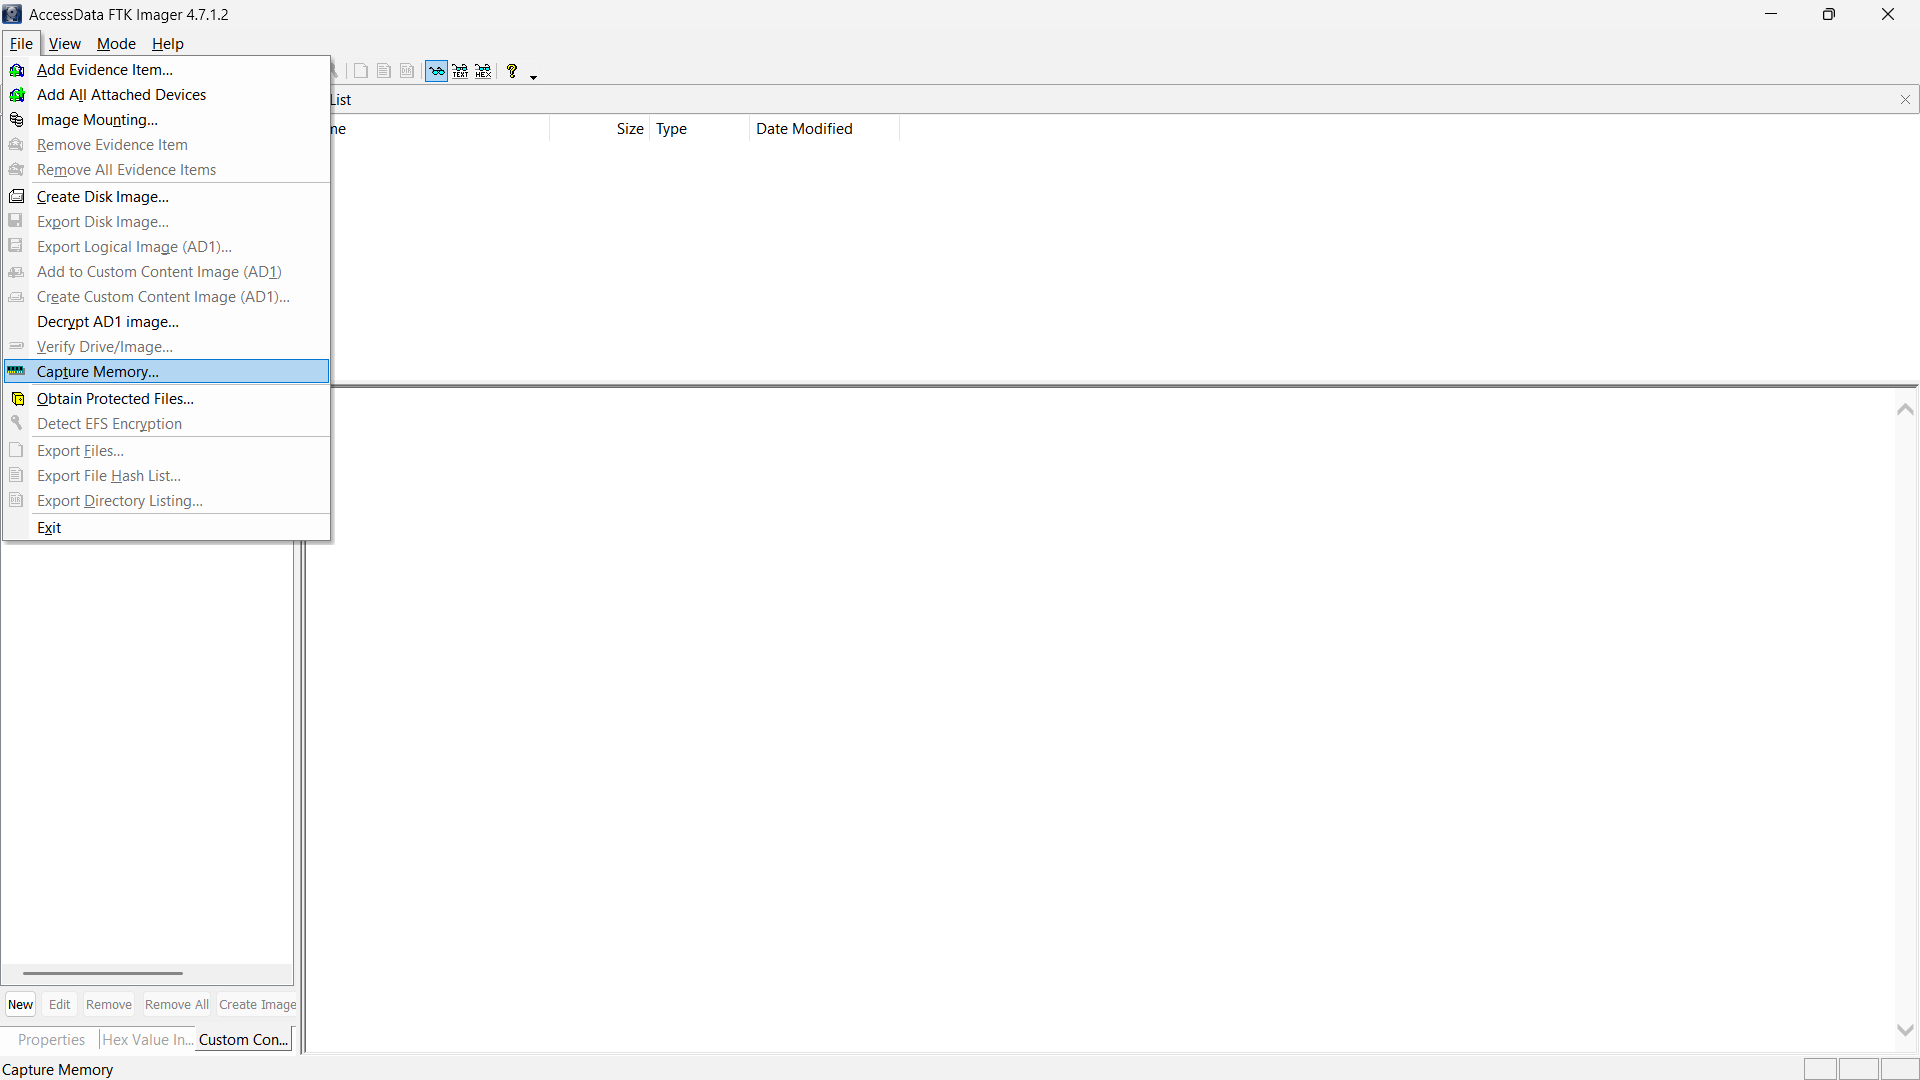 AccessData FTK Imager 4.7.1.2
File View Mode Help
Add Evidence Item...
Add All Attached Devices
Image Mounting...
Remove Evidence Item
Remove All Evidence Items
Create Disk Image...
Export Disk Image...
Export Logical Image (AD1)...
Add to Custom Content Image (AD1)
Create Custom Content Image (AD1)...
Decrypt AD1 image...
Verify Drive/Image...
Capture Memory...
Obtain Protected Files...
Detect EFS Encryption
Export Files...
Export File Hash List...
Export Directory Listing...
Exit
TEXT HEX ?
List
ne Size Type Date Modified
New Edit Remove Remove All Create Image
Properties Hex Value In... Custom Con...
Capture Memory